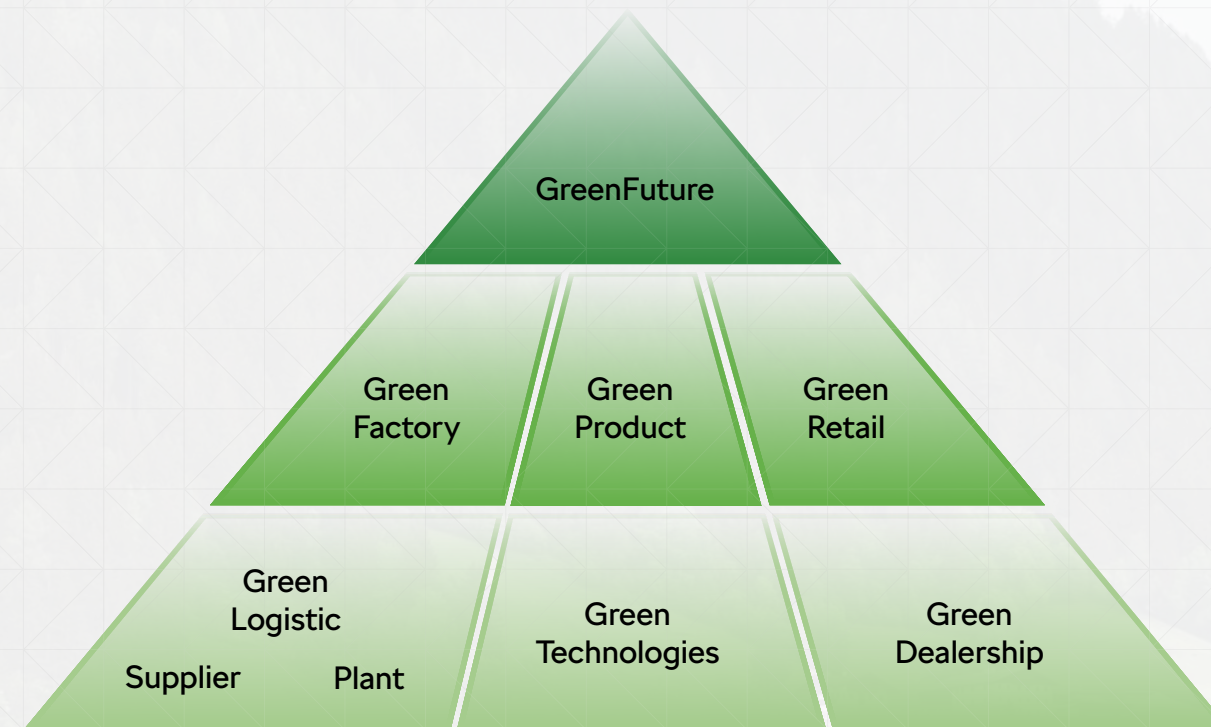 GreenFuture
Green
Factory
Green
Product
Green
Retail
Green
Logistic
Supplier
Plant
Green
Technologies
Green
Dealership